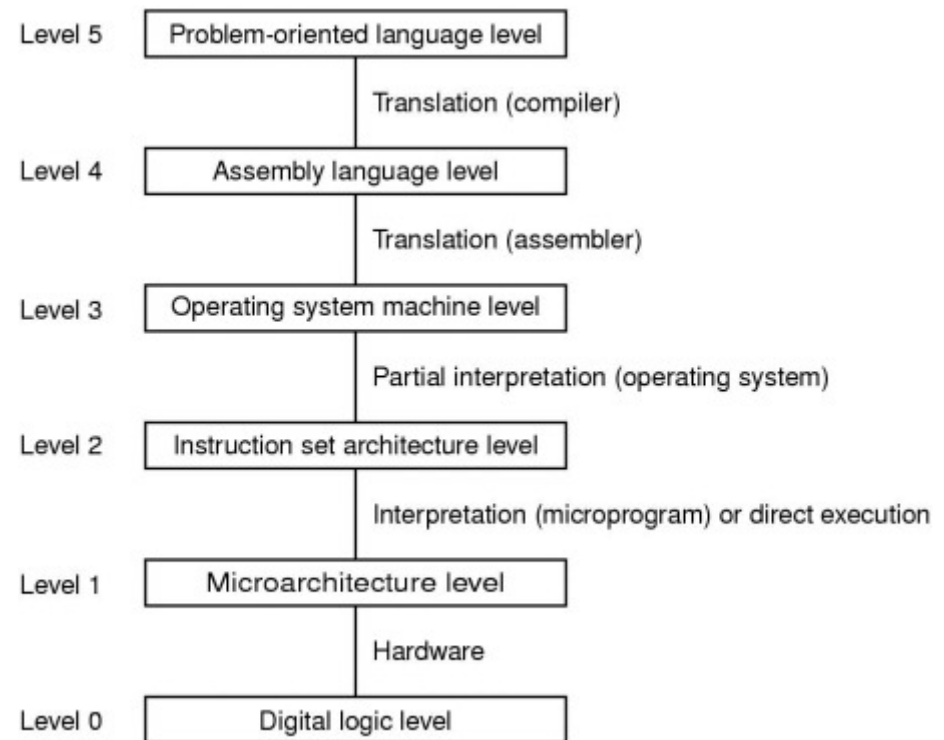 Level 5 Problem-oriented language level
Translation (compiler)
Level 4 Assembly language level
Translation (assembler)
Level 3 Operating system machine level
Partial interpretation (operating system)
Level 2 Instruction set architecture level
Interpretation (microprogram) or direct execution
Level 1 Microarchitecture level
Hardware
Level 0 Digital logic level